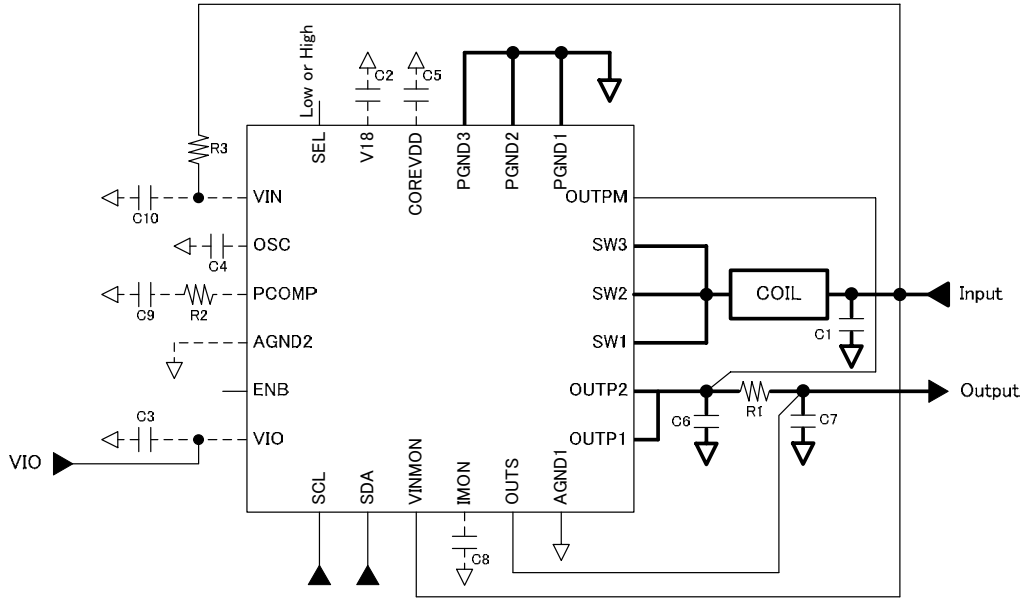 Low or High
C2
C5
R3
SEL
V18
COREVDD
PGND3
PGND2
PGND1
VIN
OUTPM
C10
OSC
SW3
C4
PCOMP
SW2
COIL
Input
C9
R2
C1
AGND2
SW1
ENB
OUTP2
R1
Output
C3
C6
C7
VIO
OUTP1
VIO
SCL
SDA
VINMON
IMON
OUTS
AGND1
C8